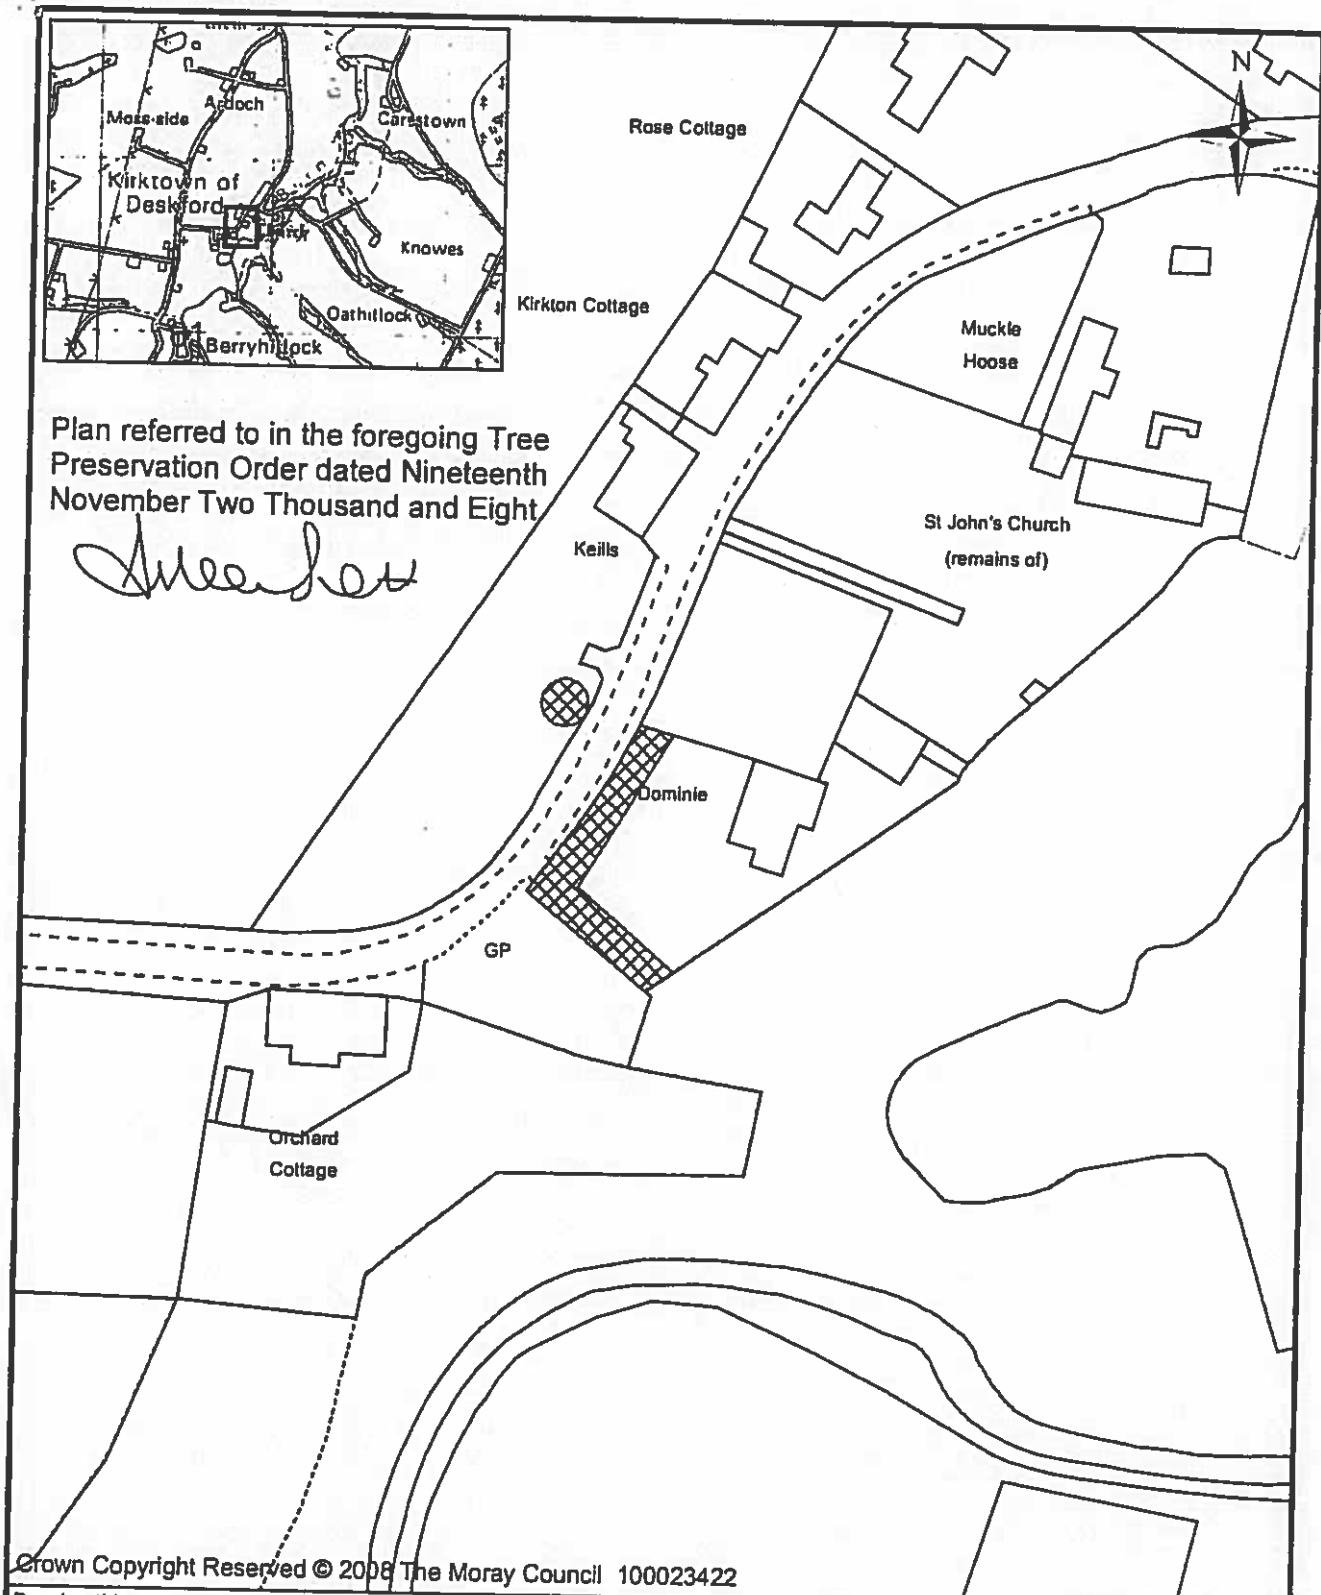 Ardoch
Moss-side
Carestown
Kirktown of
Deskford
Knowes
Oathillock
Berryhillock
N
Rose Cottage
Kirkton Cottage
Muckle
Hoose
Plan referred to in the foregoing Tree
Preservation Order dated Nineteenth
November Two Thousand and Eight
St John's Church
(remains of)
Keills
Dominie
GP
Orchard
Cottage
Crown Copyright Reserved © 2008 The Moray Council 100023422